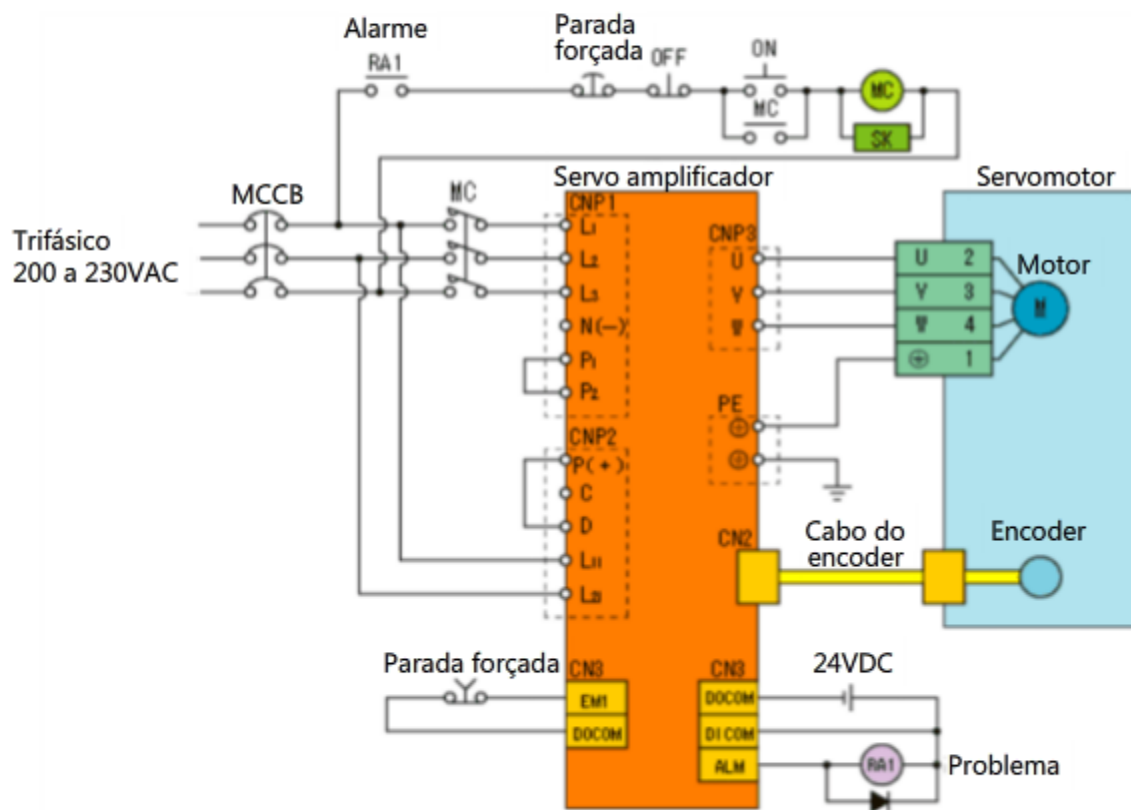 Alarme
RA1
Parada
forçada
OFF
ON
MC
MC
SK
MCCB
MC
Trifásico
200 a 230VAC
Servo amplificador
CNP1
L1
L2
L3
N(—)
P1
P2
CNP2
P(+)
C
D
L11
L21
CNP3
U
V
W
PE
CN2
Servomotor
U 2
V 3
W 4
1
Motor
M
Cabo do
encoder
Encoder
Parada forçada
CN3
EM1
DOCOM
CN3
DOCOM
DICOM
ALM
24VDC
RA1
Problema